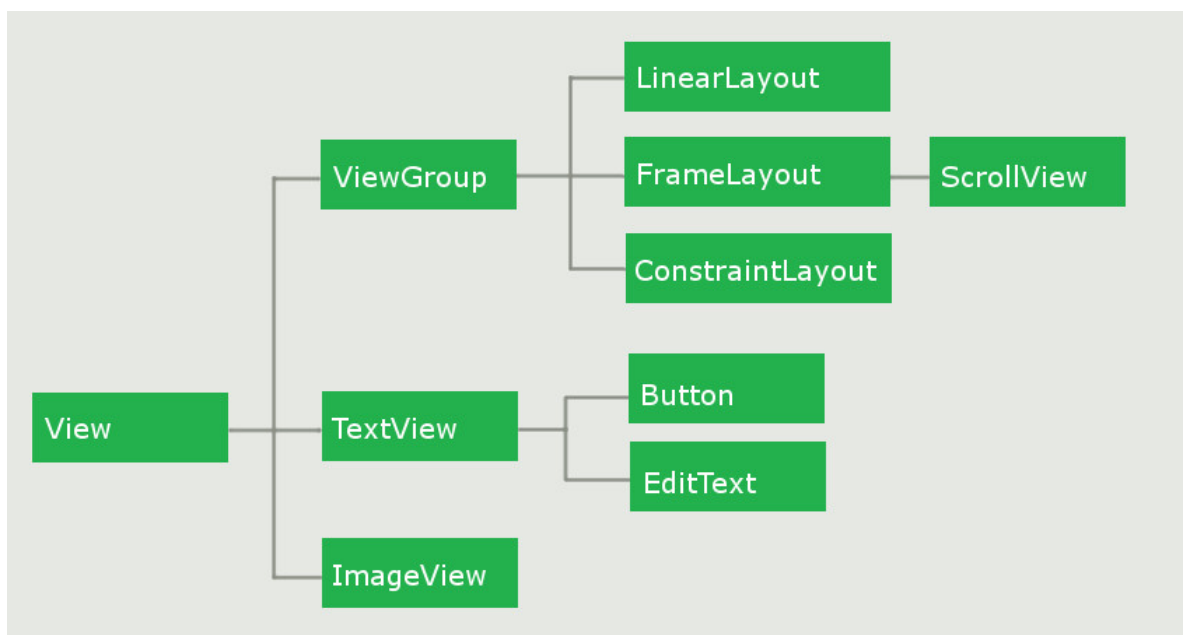 LinearLayout
ViewGroup
FrameLayout
ScrollView
ConstraintLayout
View
TextView
Button
EditText
ImageView